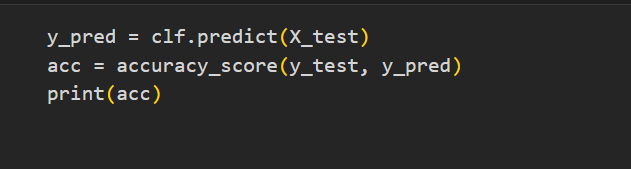 y_pred = clf.predict(X_test)
acc = accuracy_score(y_test, y_pred)
print(acc)